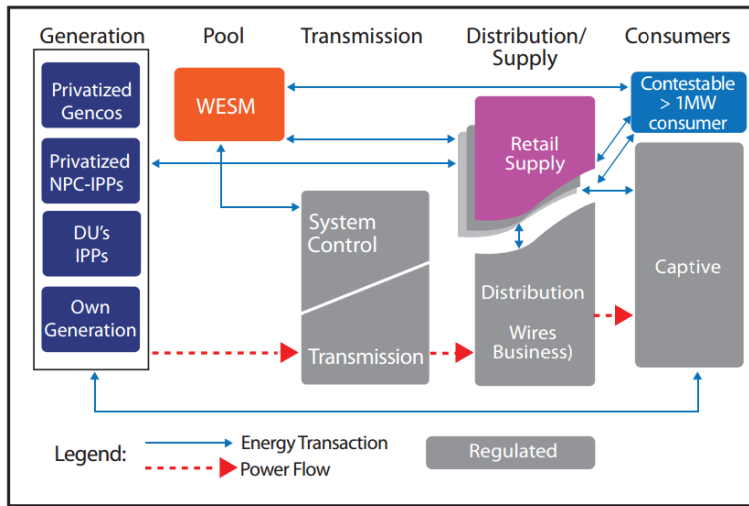 Generation
Pool
Transmission
Distribution/
Supply
Consumers
Privatized
Gencos
Privatized
NPC-IPPs
DU's
IPPs
Own
Generation
WESM
System
Control
Transmission
Retail
Supply
Distribution
Wires
Business)
Contestable
> 1MW
consumer
Captive
Legend:
Energy Transaction
Power Flow
Regulated